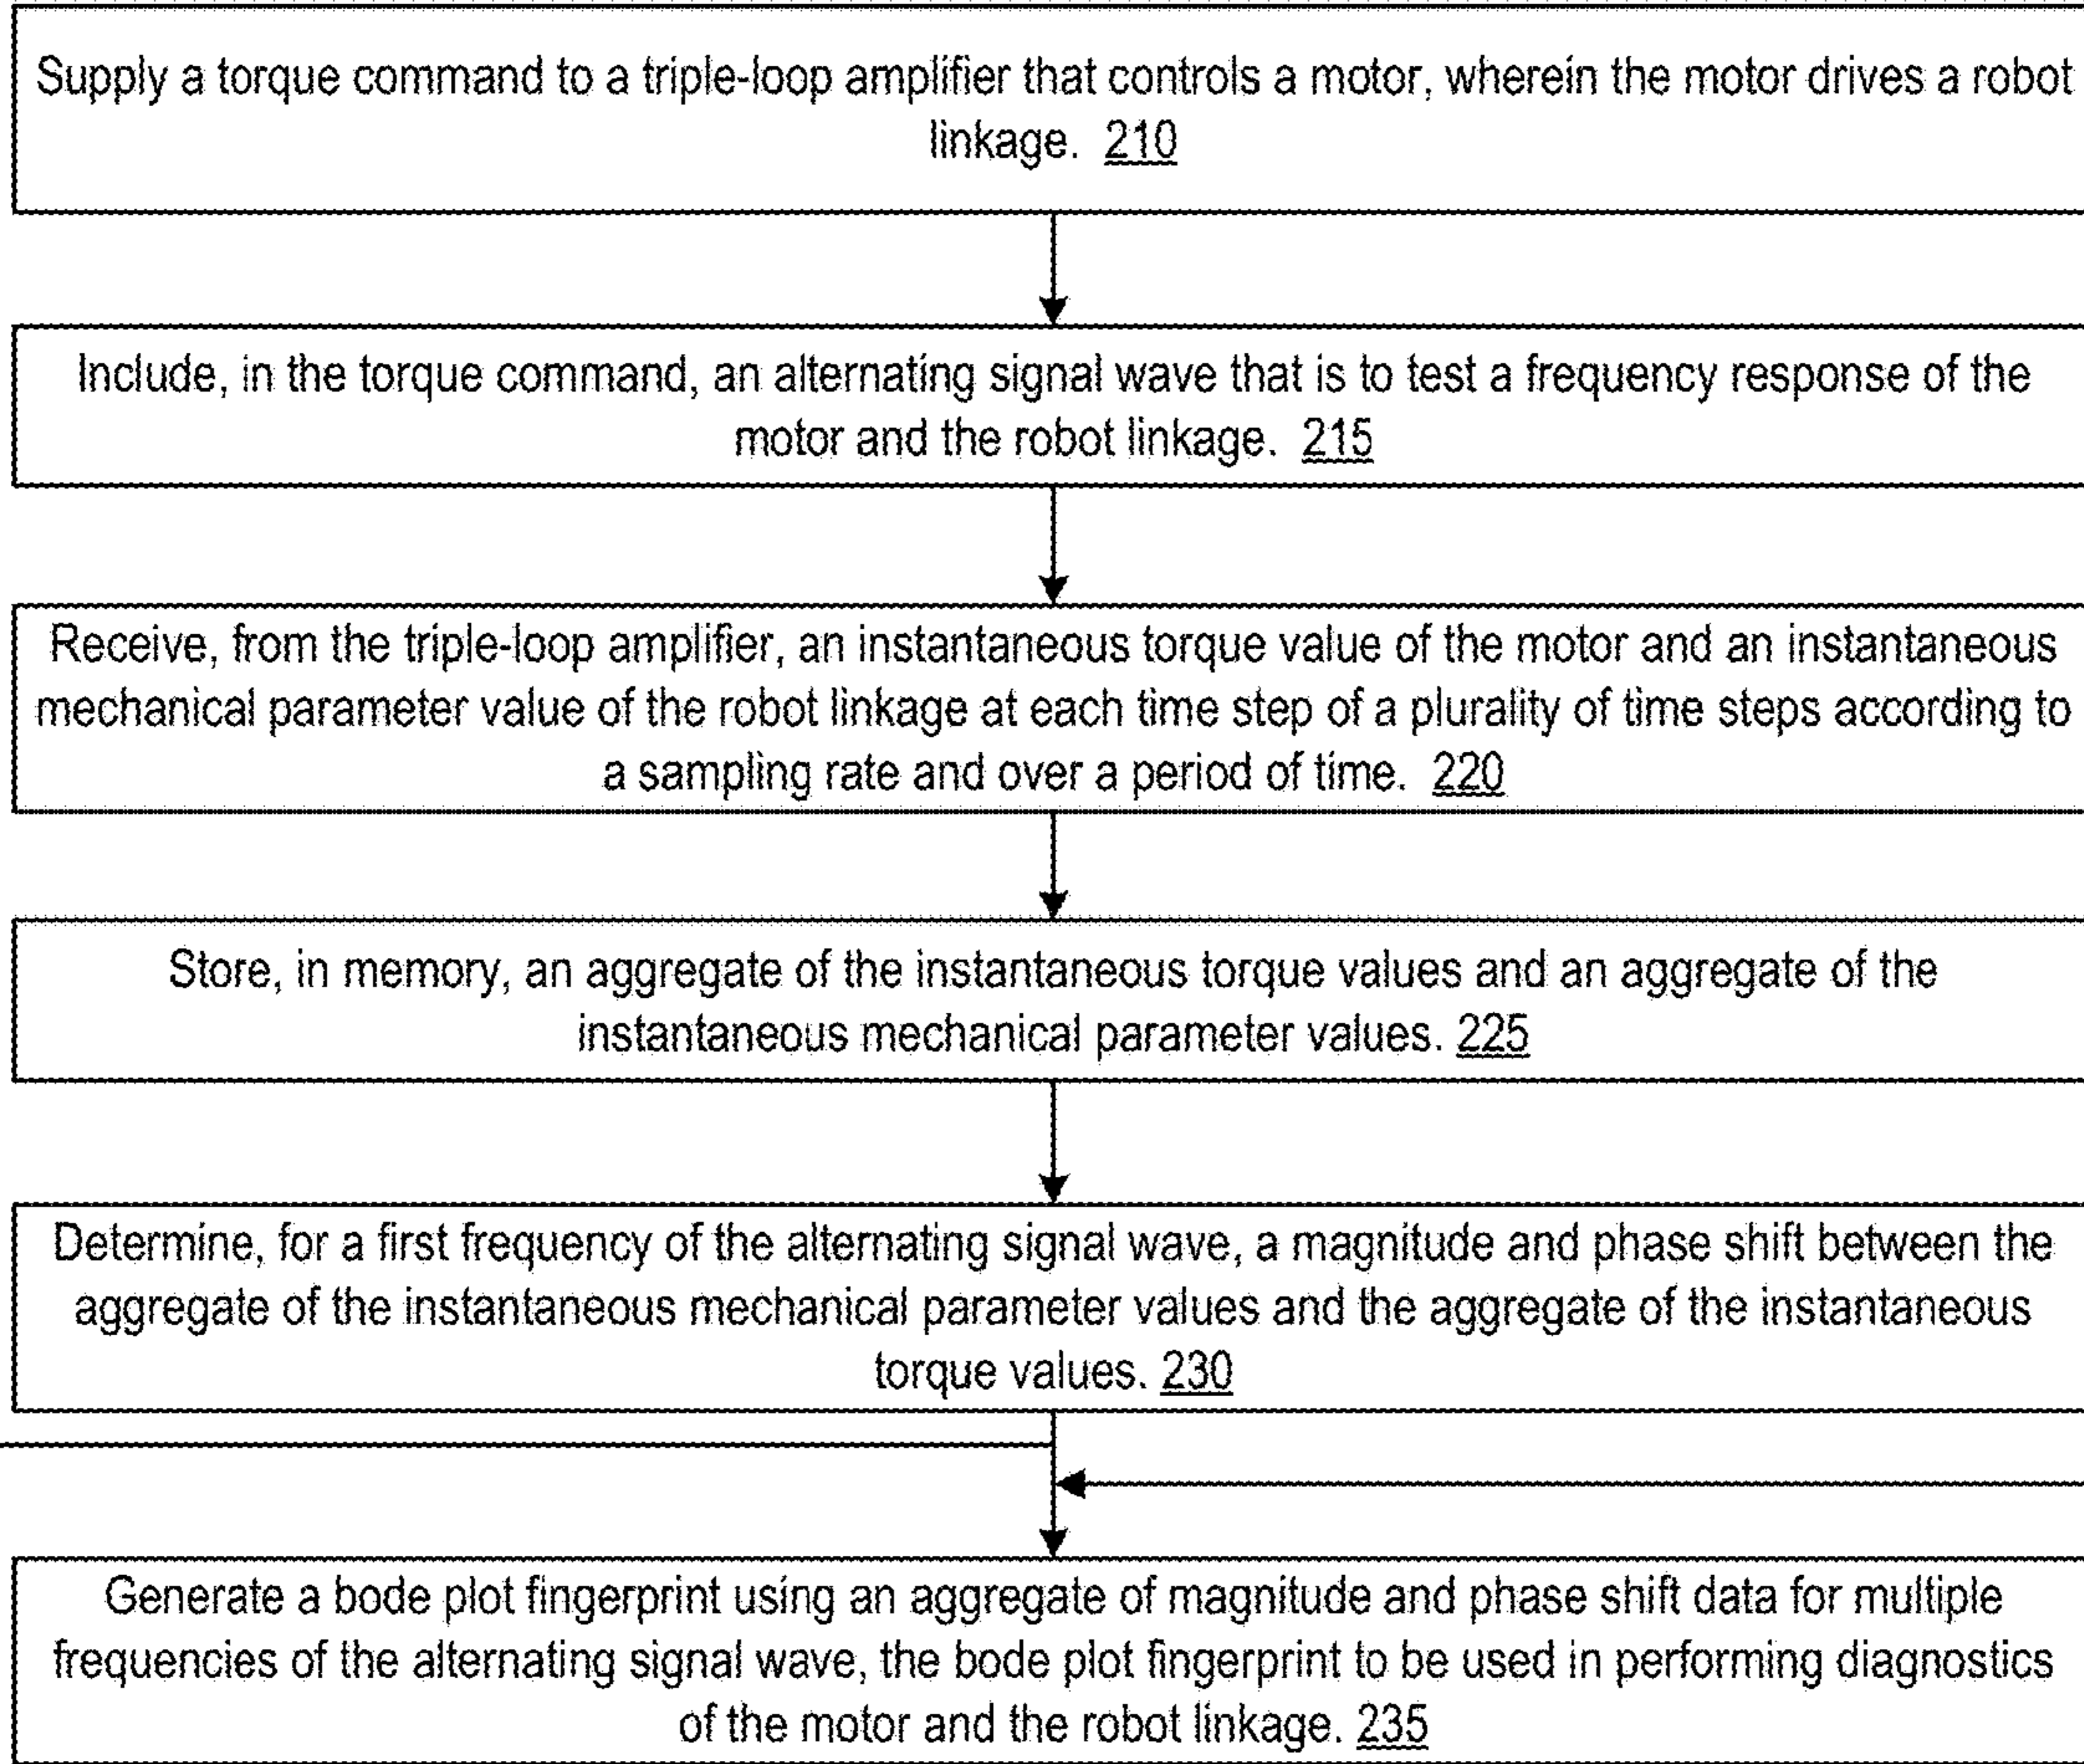 Supply a torque command to a triple-loop amplifier that controls a motor, wherein the motor drives a robot
linkage. 210
Include, in the torque command, an alternating signal wave that is to test a frequency response of the
motor and the robot linkage. 215
Receive, from the triple-loop amplifier, an instantaneous torque value of the motor and an instantaneous
mechanical parameter value of the robot linkage at each time step of a plurality of time steps according to
a sampling rate and over a period of time. 220
Store, in memory, an aggregate of the instantaneous torque values and an aggregate of the
instantaneous mechanical parameter values. 225
Determine, for a first frequency of the alternating signal wave, a magnitude and phase shift between the
aggregate of the instantaneous mechanical parameter values and the aggregate of the instantaneous
torque values. 230
Generate a bode plot fingerprint using an aggregate of magnitude and phase shift data for multiple
frequencies of the alternating signal wave, the bode plot fingerprint to be used in performing diagnostics
of the motor and the robot linkage. 235